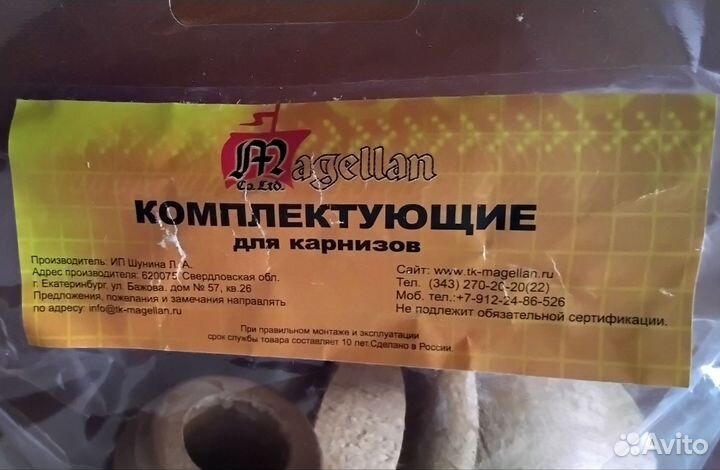 Magellan
Co.Ltd.
КОМПЛЕКТУЮЩИЕ
для карнизов
Производитель: ИП Шунина Л. А.
Адрес производителя: 620075 Свердловская обл.
г. Екатеринбург, ул. Бажова, дом № 57, кв.26
Предложения, пожелания и замечания направлять
по адресу: info@tk-magellan.ru
Сайт: www.tk-magellan.ru
Тел. (343) 270-20-20(22)
Моб. тел.:+7-912-24-86-526
Не подлежит обязательной сертификации.
При правильном монтаже и эксплуатации
срок службы товара составляет 10 лет.Сделано в России.
Avito